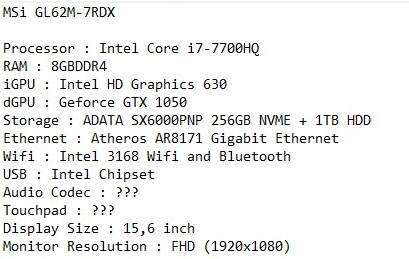 MSi GL62M-7RDX
Processor : Intel Core i7-7700HQ
RAM : 8GBDDR4
iGPU : Intel HD Graphics 630
dGPU : Geforce GTX 1050
Storage : ADATA SX6000PNP 256GB NVME + 1TB HDD
Ethernet : Atheros AR8171 Gigabit Ethernet
Wifi : Intel 3168 Wifi and Bluetooth
USB : Intel Chipset
Audio Codec : ???
Touchpad : ???
Display Size : 15,6 inch
Monitor Resolution : FHD (1920x1080)